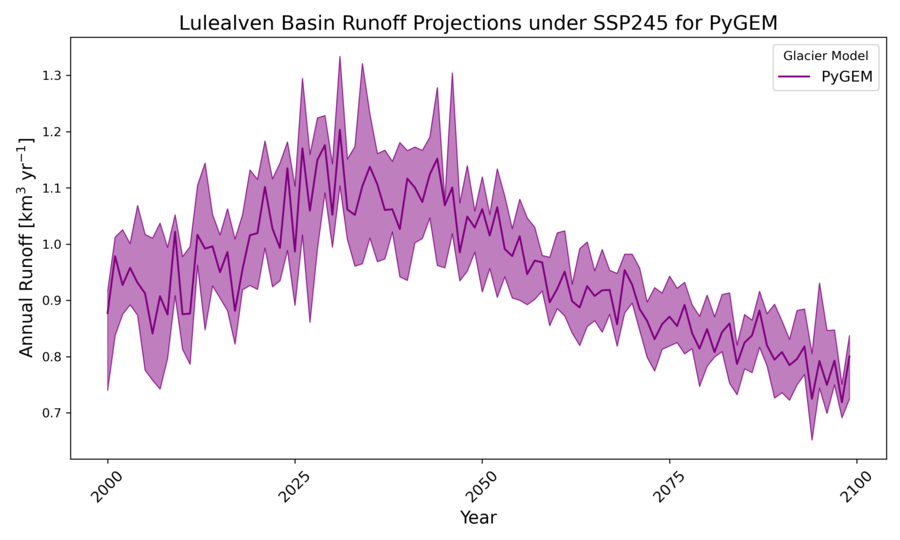 Lulealven Basin Runoff Projections under SSP245 for PyGEM
Glacier Model
PyGEM
Annual Runoff [km³ yr⁻¹]
1.3
1.2
1.1
1.0
0.9
0.8
0.7
2000
2025
2050
2075
2100
Year